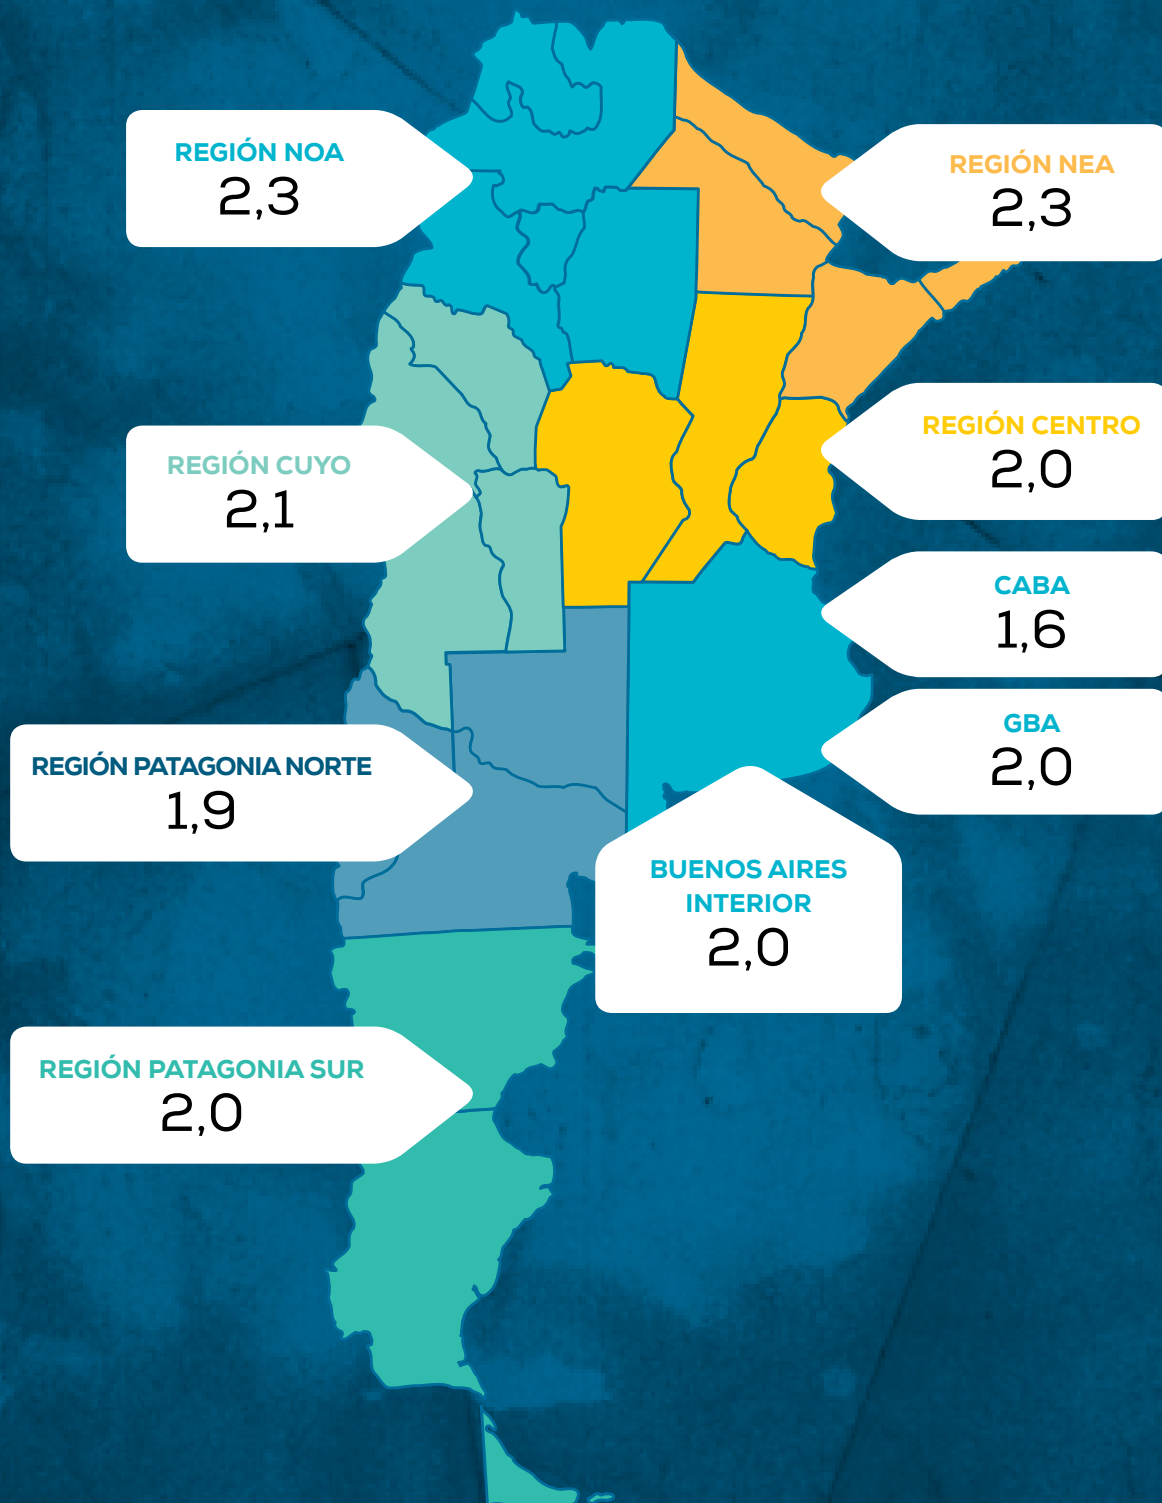 REGIÓN NOA
2,3
REGIÓN NEA
2,3
REGIÓN CENTRO
2,0
REGIÓN CUYO
2,1
CABA
1,6
GBA
2,0
REGIÓN PATAGONIA NORTE
1,9
BUENOS AIRES
INTERIOR
2,0
REGIÓN PATAGONIA SUR
2,0